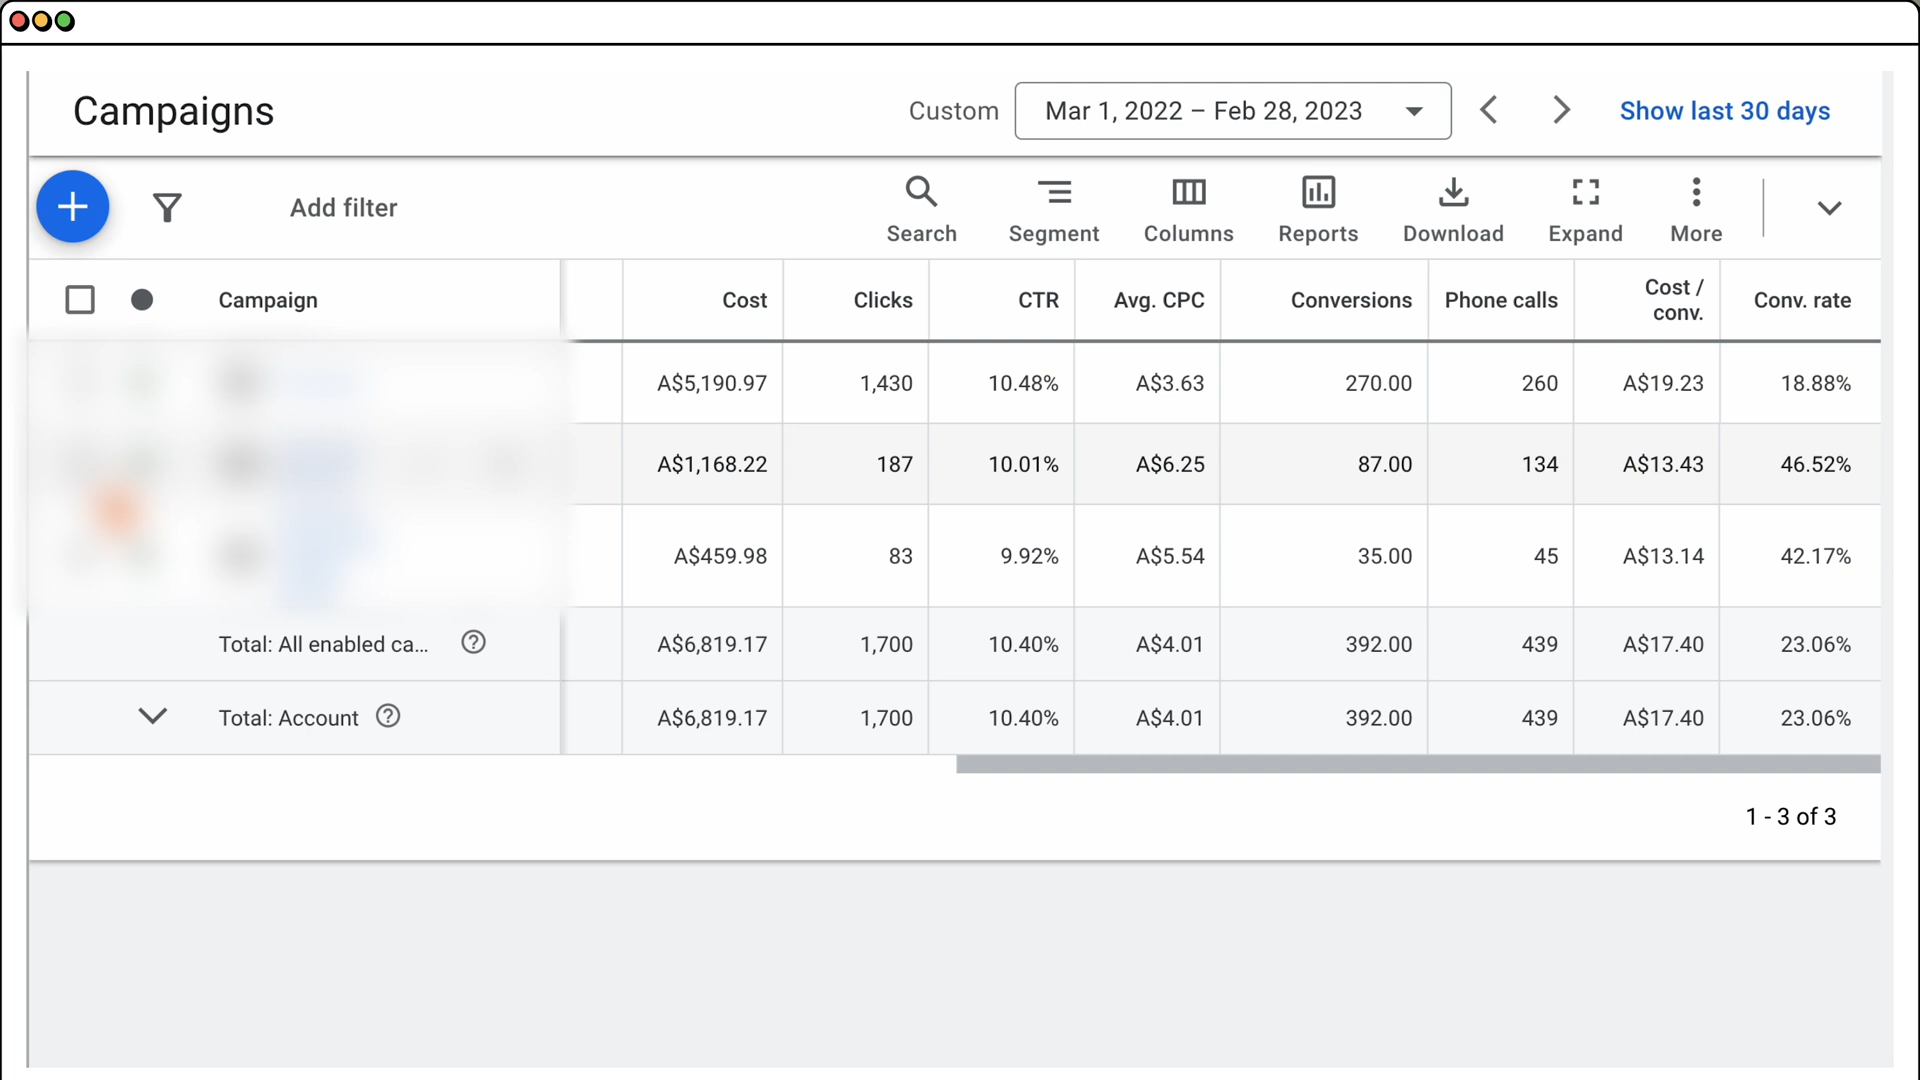 Campaigns
Custom
Mar 1, 2022 – Feb 28, 2023
Show last 30 days
Add filter
Search
Segment
Columns
Reports
Download
Expand
More
Campaign Cost Clicks CTR Avg. CPC Conversions Phone calls Cost / conv. Conv. rate
A$5,190.97 1,430 10.48% A$3.63 270.00 260 A$19.23 18.88%
A$1,168.22 187 10.01% A$6.25 87.00 134 A$13.43 46.52%
A$459.98 83 9.92% A$5.54 35.00 45 A$13.14 42.17%
Total: All enabled ca... A$6,819.17 1,700 10.40% A$4.01 392.00 439 A$17.40 23.06%
Total: Account A$6,819.17 1,700 10.40% A$4.01 392.00 439 A$17.40 23.06%
1 - 3 of 3